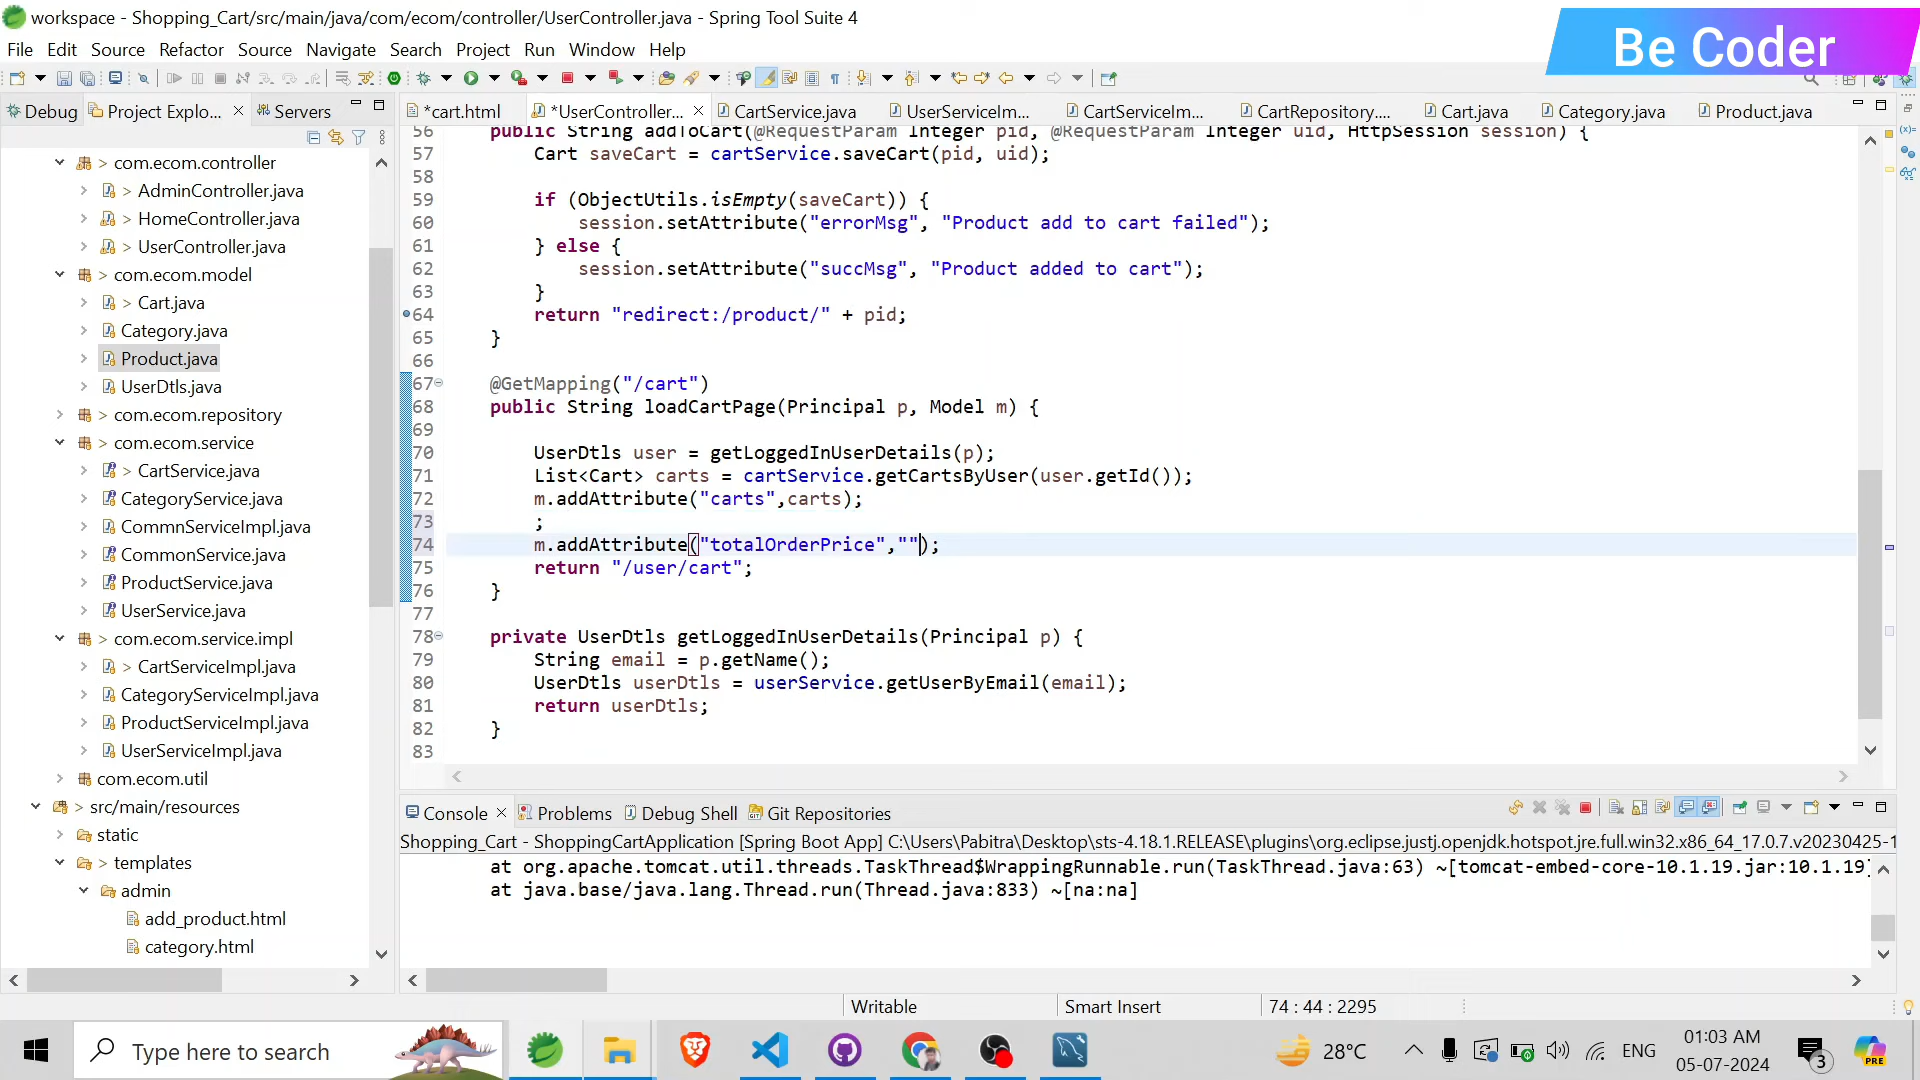 workspace - Shopping_Cart/src/main/java/com/ecom/controller/UserController.java - Spring Tool Suite 4
Be Coder
File Edit Source Refactor Source Navigate Search Project Run Window Help
Debug Project Explo... Servers
*cart.html *UserController... CartService.java UserServiceIm... CartServiceIm... CartRepository.... Cart.java Category.java Product.java
> com.ecom.controller
> AdminController.java
> HomeController.java
> UserController.java
> com.ecom.model
> Cart.java
Category.java
Product.java
UserDtls.java
> com.ecom.repository
> com.ecom.service
> CartService.java
CategoryService.java
CommnServiceImpl.java
CommonService.java
ProductService.java
UserService.java
> com.ecom.service.impl
> CartServiceImpl.java
CategoryServiceImpl.java
ProductServiceImpl.java
UserServiceImpl.java
com.ecom.util
> src/main/resources
static
> templates
admin
add_product.html
category.html
56 public String addToCart(@RequestParam Integer pid, @RequestParam Integer uid, HttpSession session) {
57 Cart saveCart = cartService.saveCart(pid, uid);
58
59 if (ObjectUtils.isEmpty(saveCart)) {
60 session.setAttribute("errorMsg", "Product add to cart failed");
61 } else {
62 session.setAttribute("succMsg", "Product added to cart");
63 }
64 return "redirect:/product/" + pid;
65 }
66
67 @GetMapping("/cart")
68 public String loadCartPage(Principal p, Model m) {
69
70 UserDtls user = getLoggedInUserDetails(p);
71 List<Cart> carts = cartService.getCartsByUser(user.getId());
72 m.addAttribute("carts",carts);
73 ;
74 m.addAttribute("totalOrderPrice","");
75 return "/user/cart";
76 }
77
78 private UserDtls getLoggedInUserDetails(Principal p) {
79 String email = p.getName();
80 UserDtls userDtls = userService.getUserByEmail(email);
81 return userDtls;
82 }
83
Console Problems Debug Shell Git Repositories
Shopping_Cart - ShoppingCartApplication [Spring Boot App] C:\Users\Pabitra\Desktop\sts-4.18.1.RELEASE\plugins\org.eclipse.justj.openjdk.hotspot.jre.full.win32.x86_64_17.0.7.v20230425-1
at org.apache.tomcat.util.threads.TaskThread$WrappingRunnable.run(TaskThread.java:63) ~[tomcat-embed-core-10.1.19.jar:10.1.19]
at java.base/java.lang.Thread.run(Thread.java:833) ~[na:na]
Writable Smart Insert 74 : 44 : 2295
Type here to search
28°C
ENG
01:03 AM
05-07-2024
3
PRE